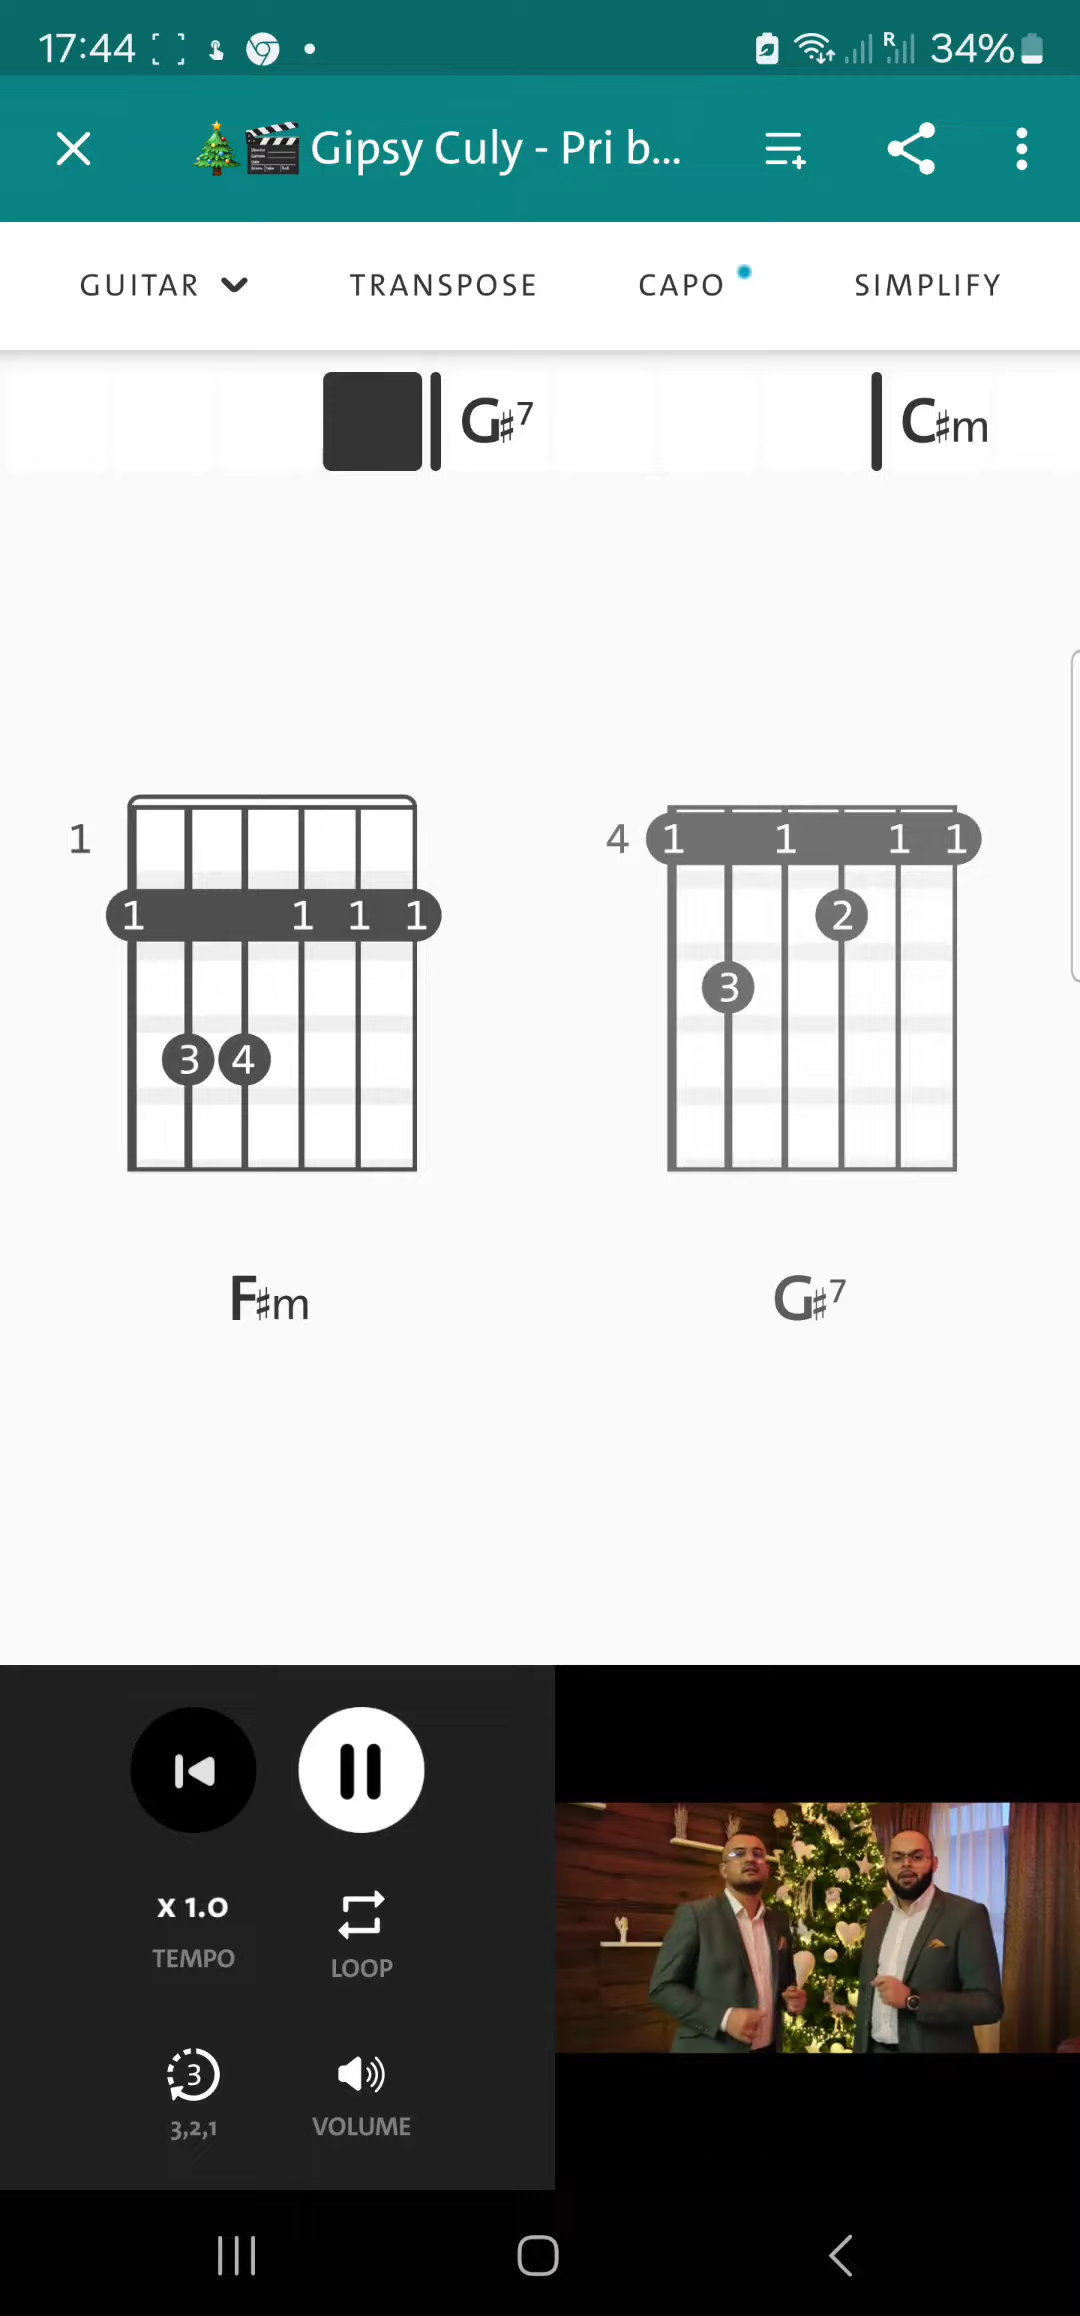 17:44 R 34%
Gipsy Culy - Pri b...
GUITAR TRANSPOSE CAPO SIMPLIFY
G♯7 C♯m
1 4 1 1 1 1
1 1 1 1 2
3
3 4
F♯m G♯7
x 1.0
TEMPO LOOP
3
3,2,1 VOLUME